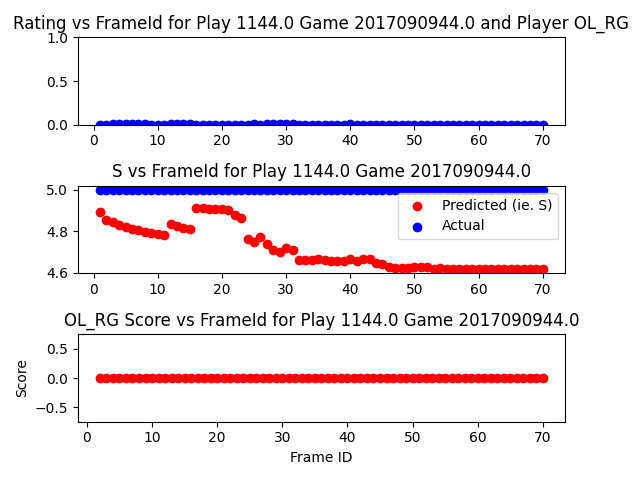 Rating vs FrameId for Play 1144.0 Game 2017090944.0 and Player OL_RG
1.0
0.5
0.0
0 10 20 30 40 50 60 70
S vs FrameId for Play 1144.0 Game 2017090944.0
5.0
4.8
4.6
Predicted (ie. S)
Actual
0 10 20 30 40 50 60 70
OL_RG Score vs FrameId for Play 1144.0 Game 2017090944.0
Score
0.5
0.0
−0.5
0 10 20 30 40 50 60 70
Frame ID